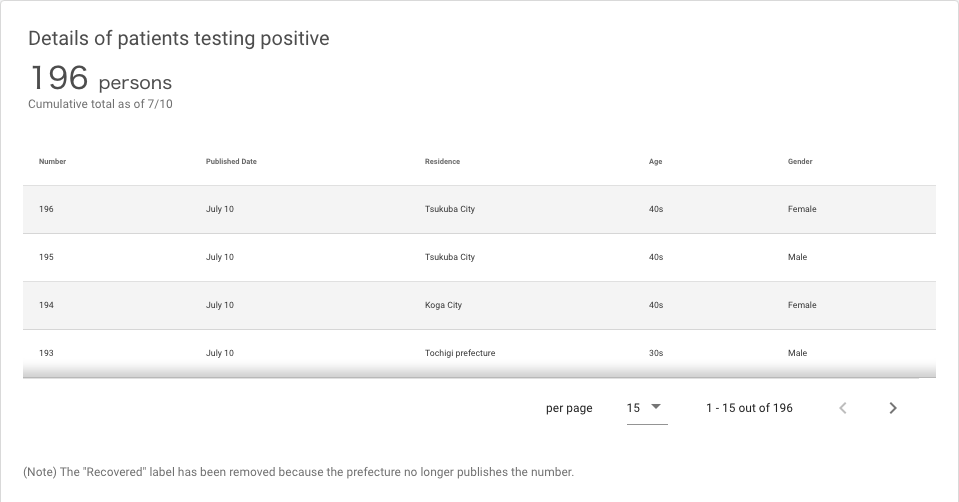 Details of patients testing positive
196 persons
Cumulative total as of 7/10
Number Published Date Residence Age Gender
196 July 10 Tsukuba City 40s Female
195 July 10 Tsukuba City 40s Male
194 July 10 Koga City 40s Female
193 July 10 Tochigi prefecture 30s Male
per page 15 1 - 15 out of 196
(Note) The "Recovered" label has been removed because the prefecture no longer publishes the number.